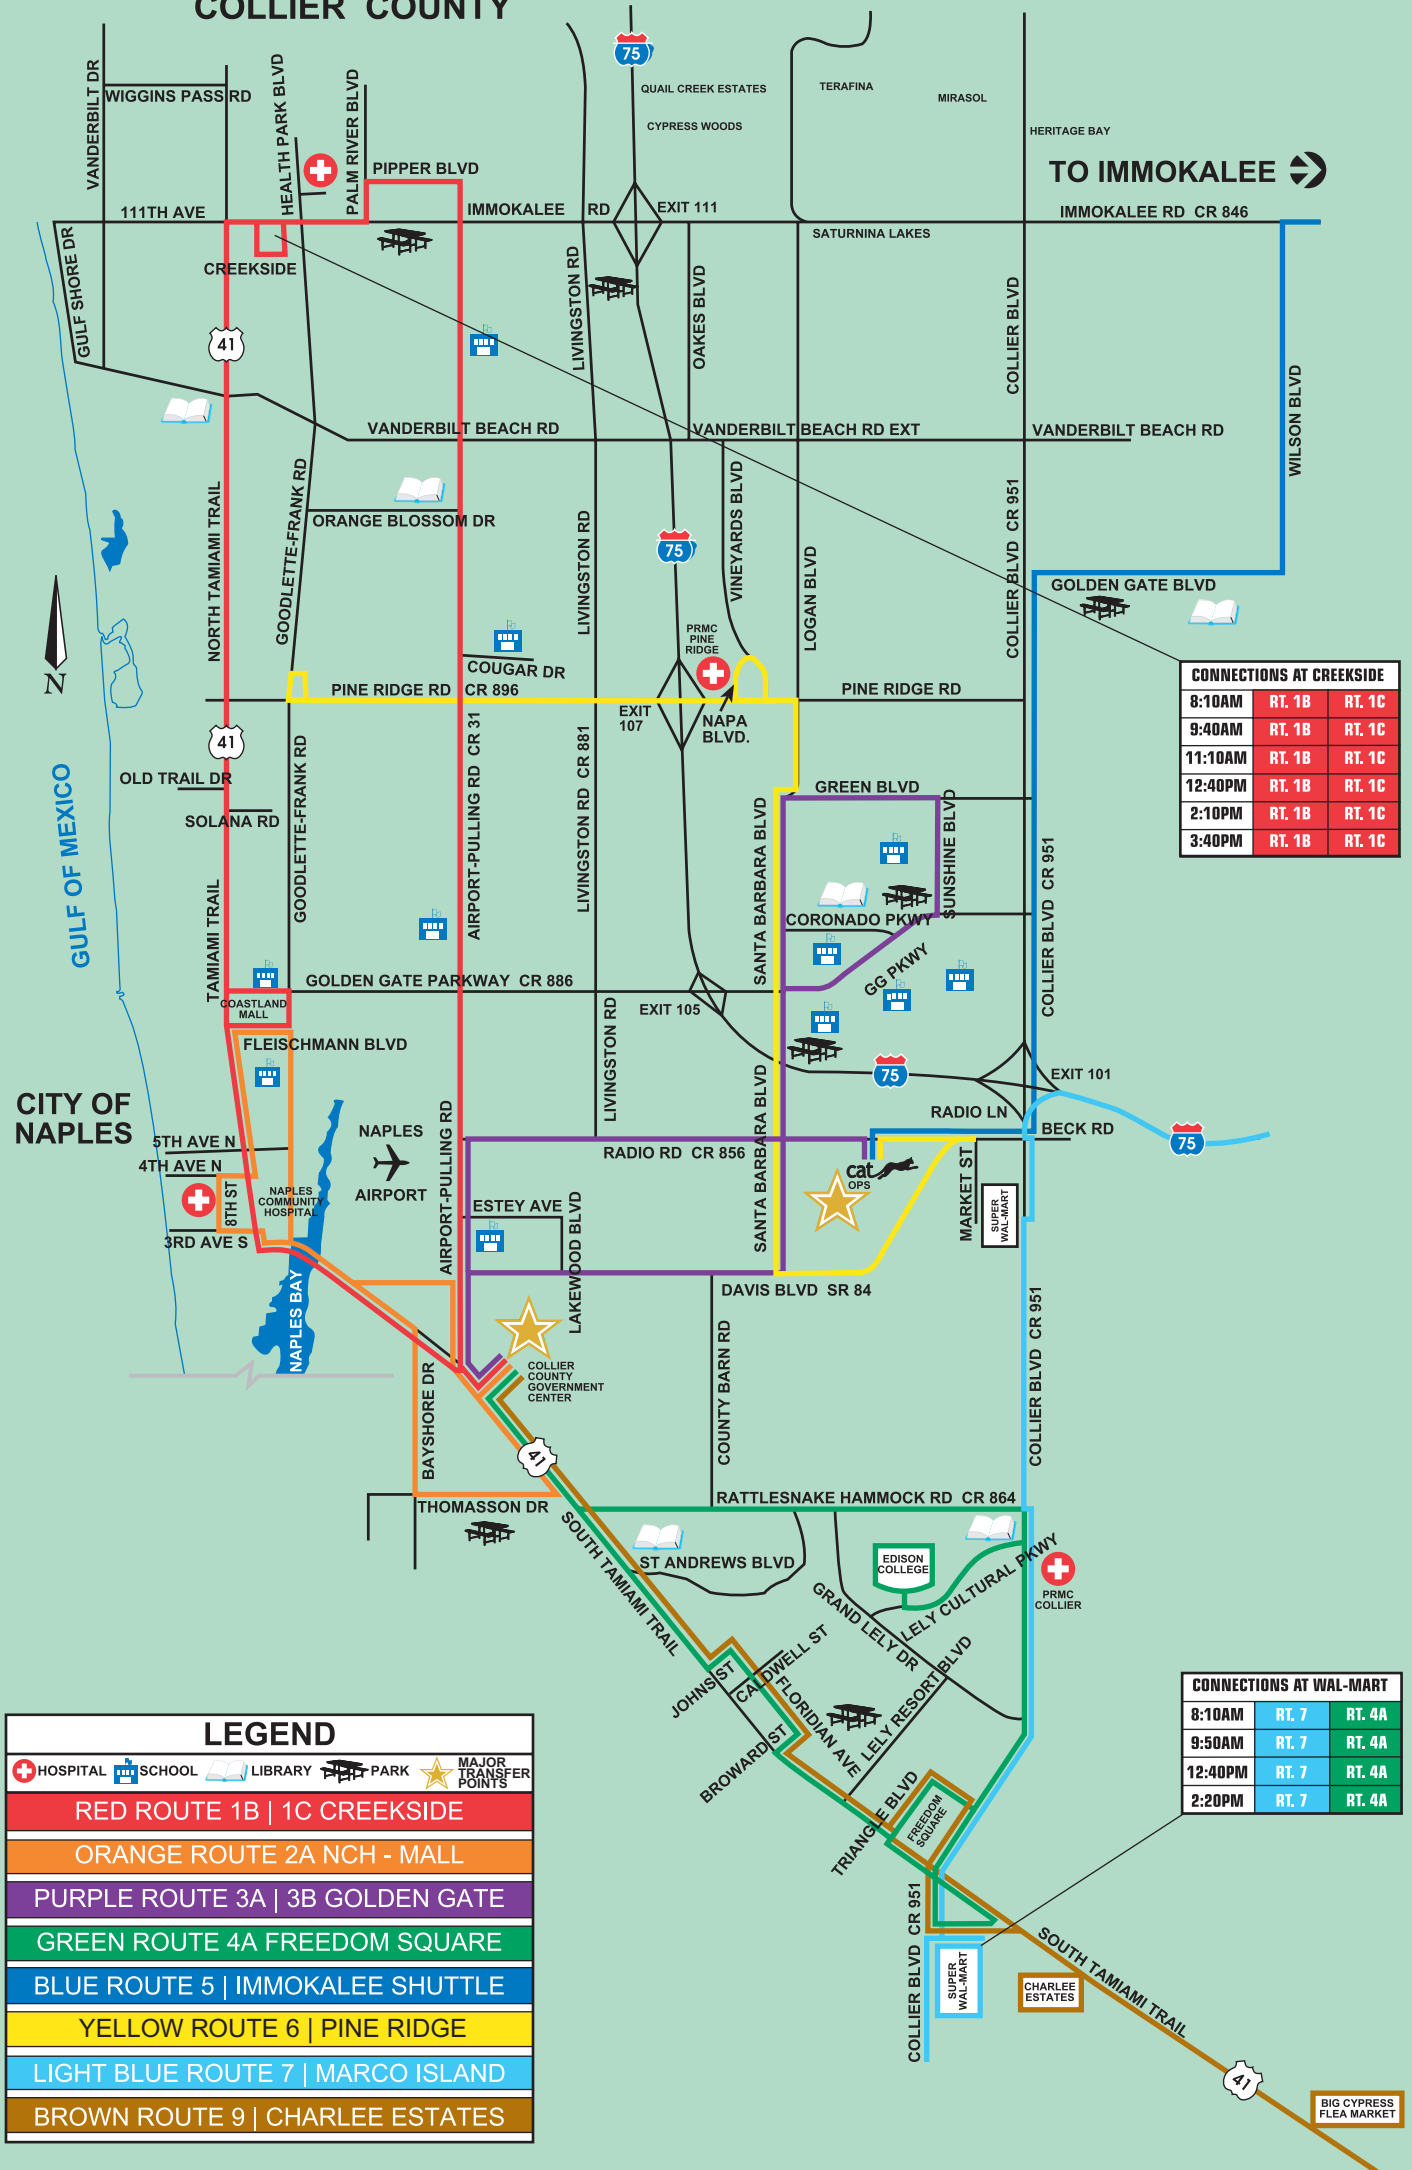 COLLIER COUNTY
75
QUAIL CREEK ESTATES
TERAFINA
MIRASOL
CYPRESS WOODS
HERITAGE BAY
VANDERBILT DR
WIGGINS PASS RD
HEALTH PARK BLVD
PALM RIVER BLVD
PIPPER BLVD
TO IMMOKALEE
111TH AVE
IMMOKALEE RD
EXIT 111
IMMOKALEE RD CR 846
SATURNINA LAKES
GULF SHORE DR
CREEKSIDE
LIVINGSTON RD
OAKES BLVD
COLLIER BLVD
41
WILSON BLVD
VANDERBILT BEACH RD
VANDERBILT BEACH RD EXT
VANDERBILT BEACH RD
NORTH TAMIAMI TRAIL
GOODLETTE-FRANK RD
ORANGE BLOSSOM DR
LIVINGSTON RD
75
VINEYARDS BLVD
LOGAN BLVD
COLLIER BLVD CR 951
GOLDEN GATE BLVD
N
COUGAR DR
PRMC
PINE
RIDGE
PINE RIDGE RD CR 896
PINE RIDGE RD
EXIT
107
NAPA
BLVD.
CONNECTIONS AT CREEKSIDE
8:10AM RT. 1B RT. 1C
9:40AM RT. 1B RT. 1C
11:10AM RT. 1B RT. 1C
12:40PM RT. 1B RT. 1C
2:10PM RT. 1B RT. 1C
3:40PM RT. 1B RT. 1C
41
OLD TRAIL DR
SOLANA RD
GULF OF MEXICO
TAMIAMI TRAIL
GOODLETTE-FRANK RD
AIRPORT-PULLING RD CR 31
LIVINGSTON RD CR 881
SANTA BARBARA BLVD
GREEN BLVD
SUNSHINE BLVD
COLLIER BLVD CR 951
CORONADO PKWY
GG PKWY
GOLDEN GATE PARKWAY CR 886
COASTLAND
MALL
EXIT 105
FLEISCHMANN BLVD
LIVINGSTON RD
75
EXIT 101
RADIO LN
BECK RD
75
CITY OF
NAPLES
5TH AVE N
4TH AVE N
8TH ST
3RD AVE S
NAPLES
COMMUNITY
HOSPITAL
NAPLES
AIRPORT
AIRPORT-PULLING RD
RADIO RD CR 856
SANTA BARBARA BLVD
cat
OPS
MARKET ST
SUPER
WAL-MART
ESTEY AVE
LAKEWOOD BLVD
DAVIS BLVD SR 84
NAPLES BAY
COLLIER
COUNTY
GOVERNMENT
CENTER
BAYSHORE DR
COUNTY BARN RD
COLLIER BLVD CR 951
41
THOMASSON DR
RATTLESNAKE HAMMOCK RD CR 864
SOUTH TAMIAMI TRAIL
ST ANDREWS BLVD
EDISON
COLLEGE
LELY CULTURAL PKWY
PRMC
COLLIER
GRAND LELY DR
LELY RESORT BLVD
JOHNS ST
CALDWELL ST
FLORIDIAN AVE
BROWARD ST
TRIANGLE BLVD
FREEDOM
SQUARE
CONNECTIONS AT WAL-MART
8:10AM RT. 7 RT. 4A
9:50AM RT. 7 RT. 4A
12:40PM RT. 7 RT. 4A
2:20PM RT. 7 RT. 4A
COLLIER BLVD CR 951
SUPER
WAL-MART
CHARLEE
ESTATES
SOUTH TAMIAMI TRAIL
41
BIG CYPRESS
FLEA MARKET
LEGEND
HOSPITAL
SCHOOL
LIBRARY
PARK
MAJOR
TRANSFER
POINTS
RED ROUTE 1B | 1C CREEKSIDE
ORANGE ROUTE 2A NCH - MALL
PURPLE ROUTE 3A | 3B GOLDEN GATE
GREEN ROUTE 4A FREEDOM SQUARE
BLUE ROUTE 5 | IMMOKALEE SHUTTLE
YELLOW ROUTE 6 | PINE RIDGE
LIGHT BLUE ROUTE 7 | MARCO ISLAND
BROWN ROUTE 9 | CHARLEE ESTATES